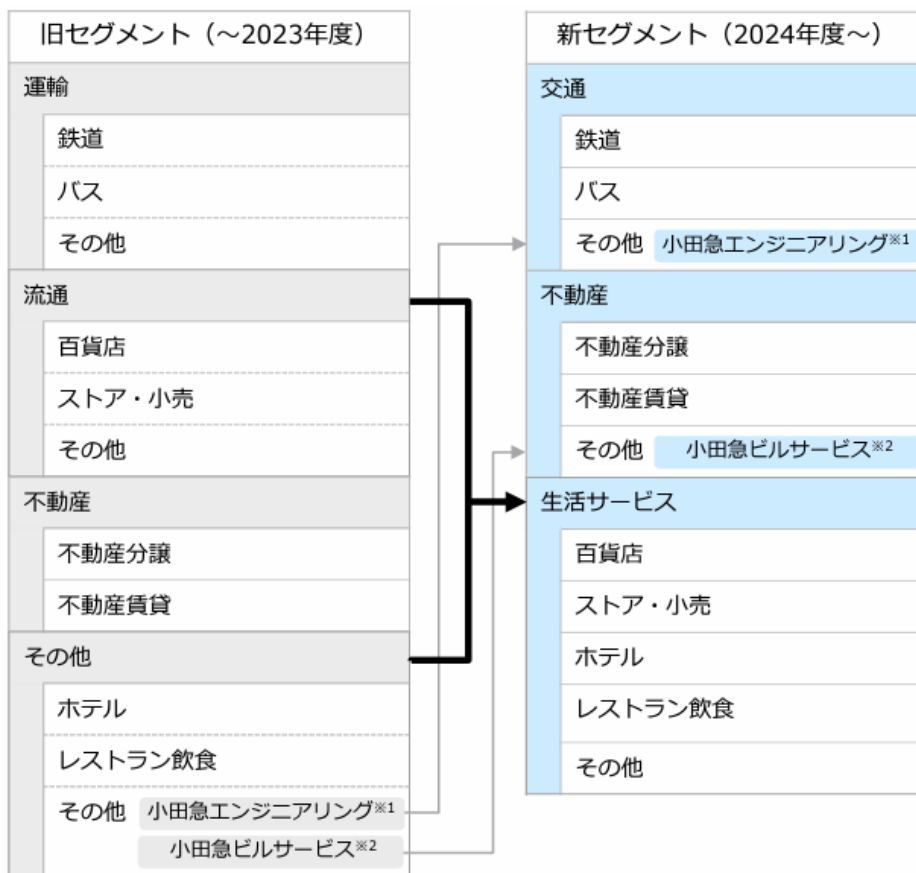 旧セグメント（～2023年度）
運輸
鉄道
バス
その他
流通
百貨店
ストア・小売
その他
不動産
不動産分譲
不動産賃貸
その他
ホテル
レストラン飲食
その他 小田急エンジニアリング※1
小田急ビルサービス※2
新セグメント（2024年度～）
交通
鉄道
バス
その他 小田急エンジニアリング※1
不動産
不動産分譲
不動産賃貸
その他 小田急ビルサービス※2
生活サービス
百貨店
ストア・小売
ホテル
レストラン飲食
その他